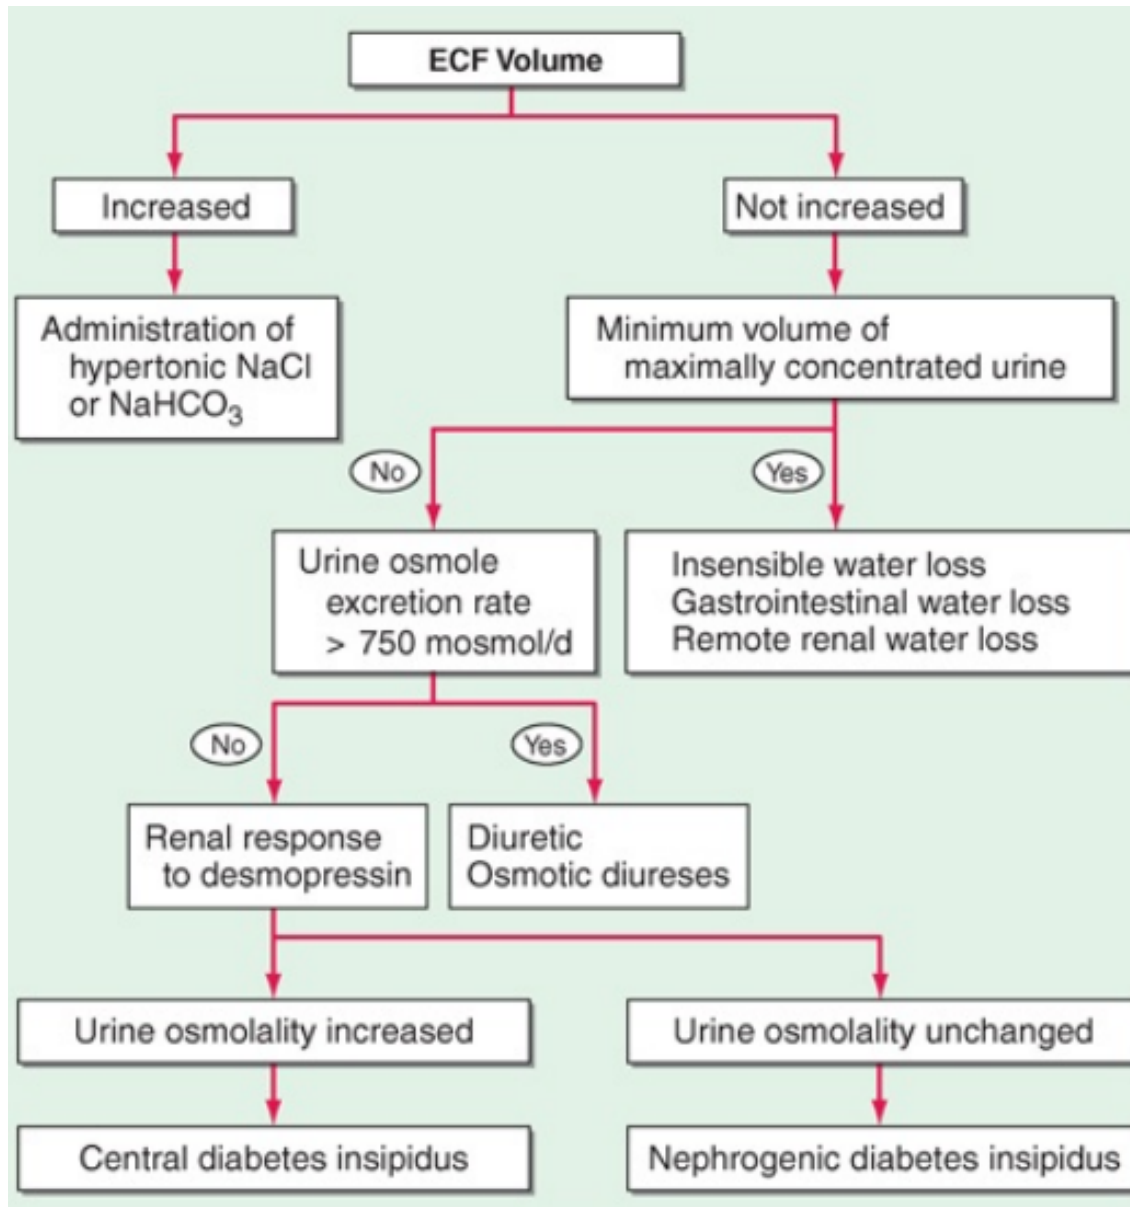 ECF Volume
Increased
Not increased
Administration of
hypertonic NaCl
or NaHCO₃
Minimum volume of
maximally concentrated urine
No
Yes
Urine osmole
excretion rate
> 750 mosmol/d
Insensible water loss
Gastrointestinal water loss
Remote renal water loss
No
Yes
Renal response
to desmopressin
Diuretic
Osmotic diureses
Urine osmolality increased
Urine osmolality unchanged
Central diabetes insipidus
Nephrogenic diabetes insipidus